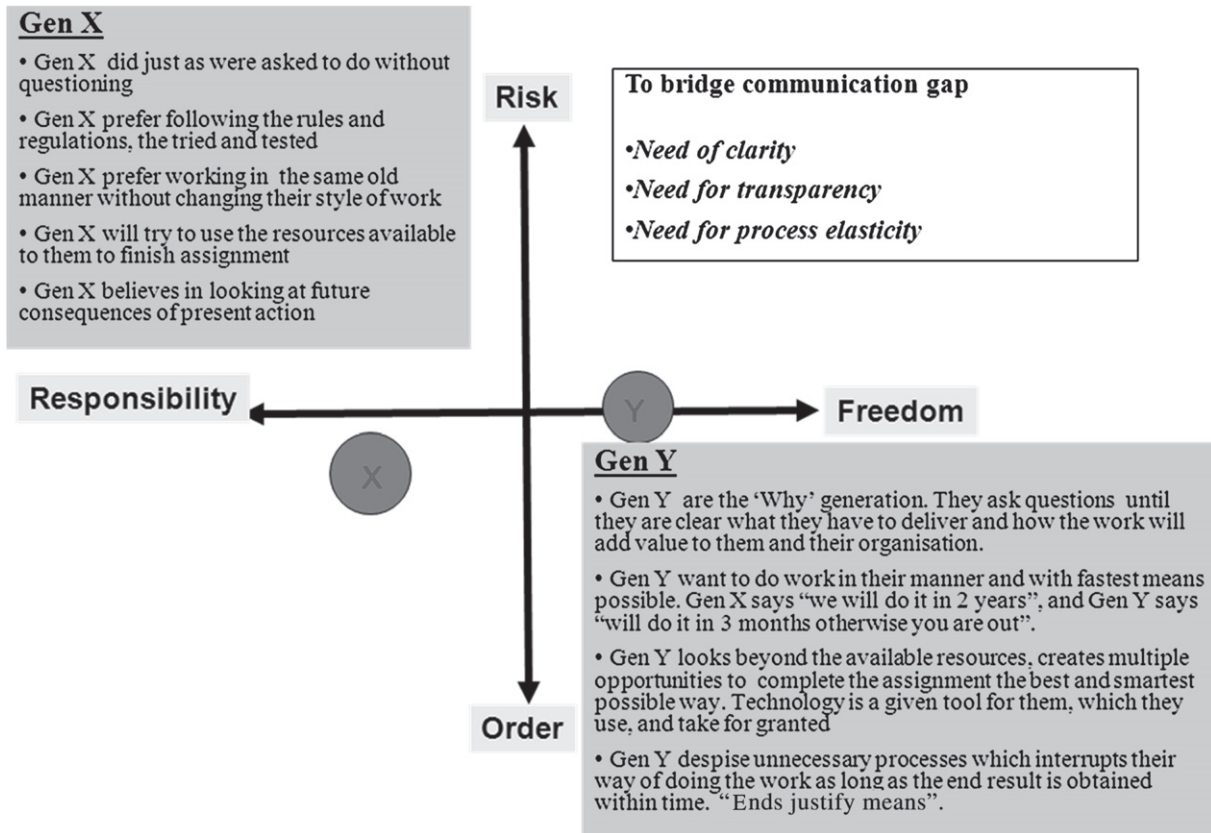 Gen X
• Gen X did just as were asked to do without
questioning
• Gen X prefer following the rules and
regulations, the tried and tested
• Gen X prefer working in the same old
manner without changing their style of work
• Gen X will try to use the resources available
to them to finish assignment
• Gen X believes in looking at future
consequences of present action
Risk
To bridge communication gap
•Need of clarity
•Need for transparency
•Need for process elasticity
Responsibility
Y
Freedom
X
Gen Y
• Gen Y are the ‘Why’ generation. They ask questions until
they are clear what they have to deliver and how the work will
add value to them and their organisation.
• Gen Y want to do work in their manner and with fastest means
possible. Gen X says “we will do it in 2 years”, and Gen Y says
“will do it in 3 months otherwise you are out”.
• Gen Y looks beyond the available resources, creates multiple
opportunities to complete the assignment the best and smartest
possible way. Technology is a given tool for them, which they
use, and take for granted
• Gen Y despise unnecessary processes which interrupts their
way of doing the work as long as the end result is obtained
within time. “Ends justify means”.
Order